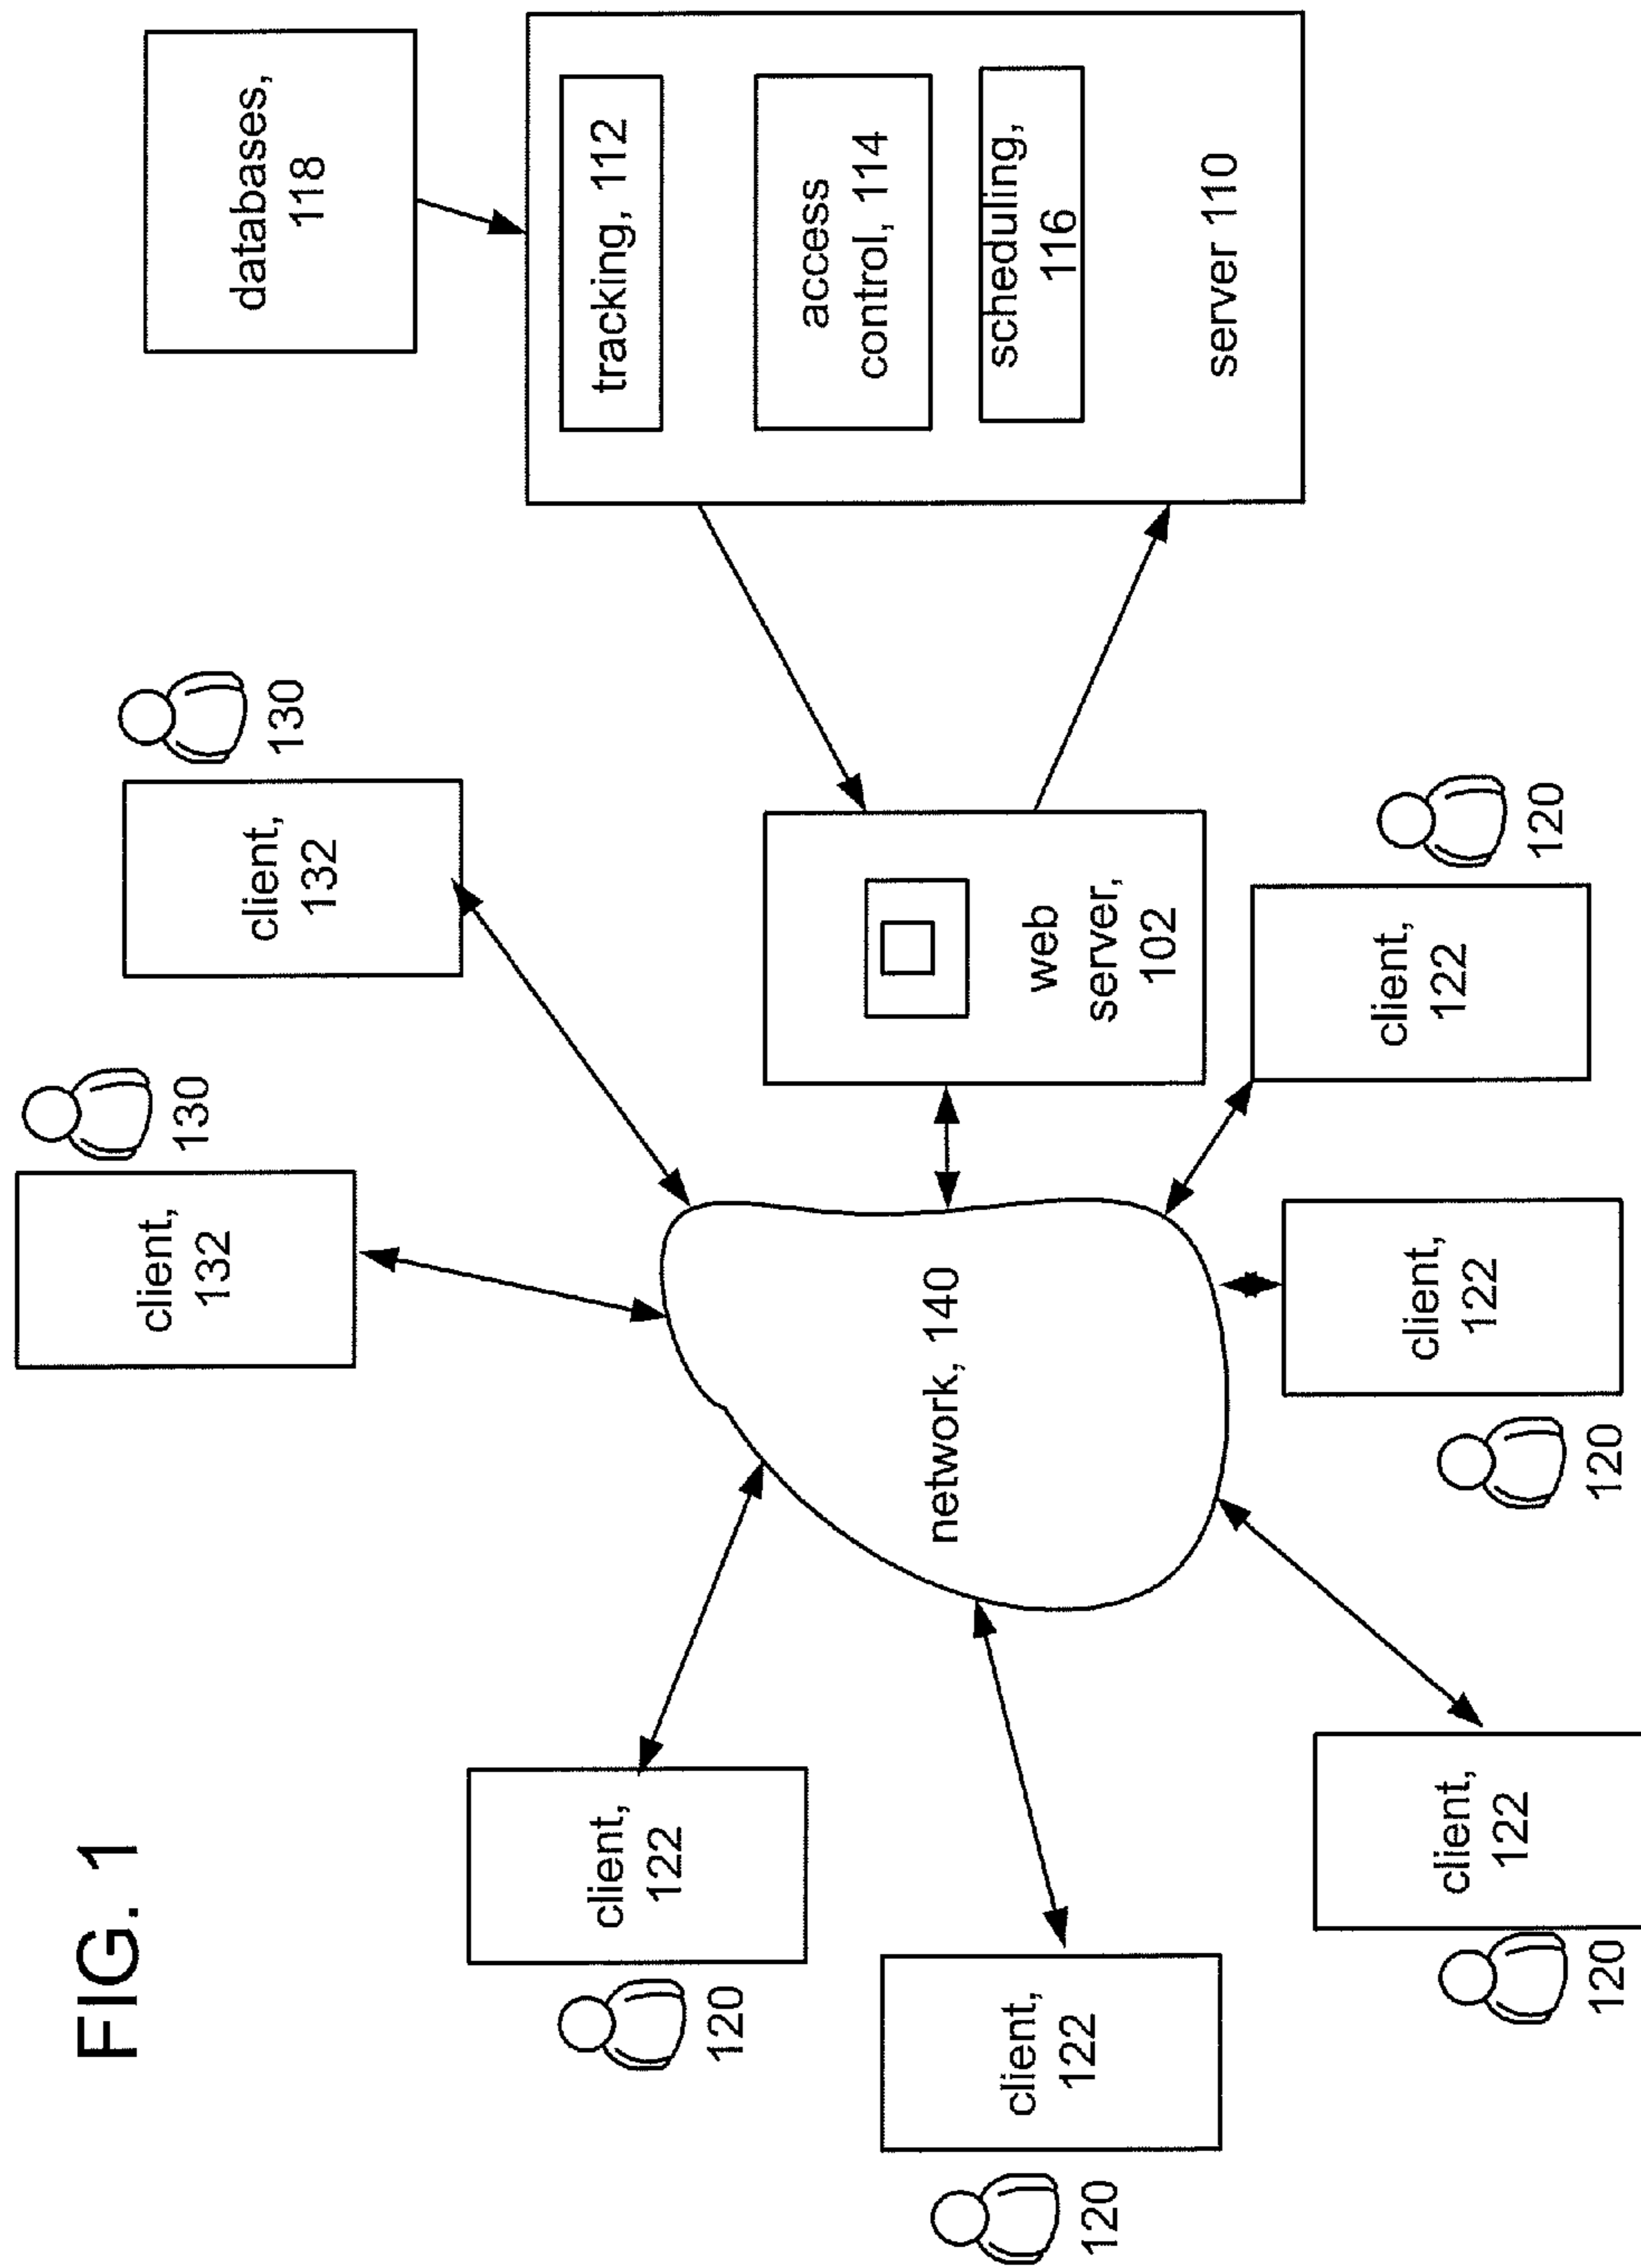 FIG. 1
client,
132
130
client,
132
130
databases,
118
client,
122
120
tracking, 112
access
control, 114
scheduling,
116
server 110
network, 140
web
server,
102
client,
122
120
client,
122
120
client,
122
120
client,
122
120